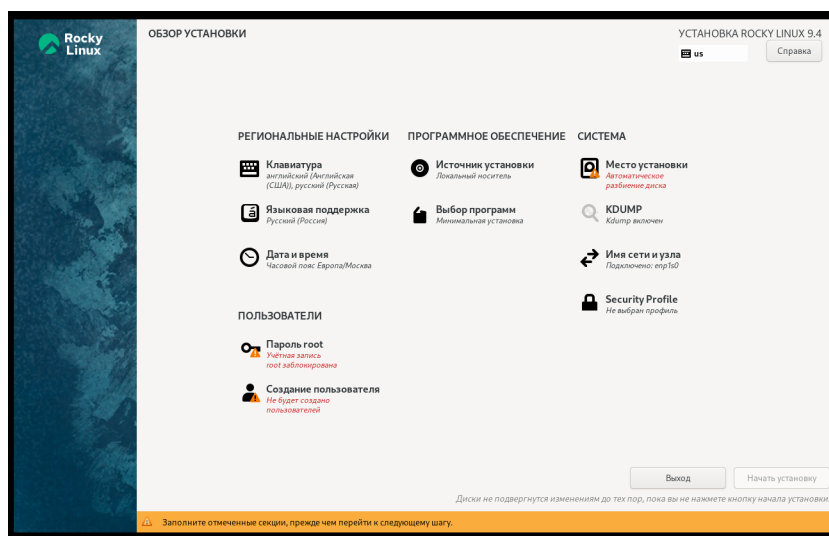 Rocky
Linux
ОБЗОР УСТАНОВКИ
УСТАНОВКА ROCKY LINUX 9.4
us
Справка
РЕГИОНАЛЬНЫЕ НАСТРОЙКИ
Клавиатура
английский (Английская
(США)), русский (Русская)
Языковая поддержка
Русский (Россия)
Дата и время
Часовой пояс Европа/Москва
ПРОГРАММНОЕ ОБЕСПЕЧЕНИЕ
Источник установки
Локальный носитель
Выбор программ
Минимальная установка
СИСТЕМА
Место установки
Автоматическое
разбиение диска
KDUMP
Kdump включен
Имя сети и узла
Подключено: enp1s0
Security Profile
Не выбран профиль
ПОЛЬЗОВАТЕЛИ
Пароль root
Учётная запись
root заблокирована
Создание пользователя
Не будет создано
пользователей
Выход
Начать установку
Диски не подвергнутся изменениям до тех пор, пока вы не нажмете кнопку начала установки.
Заполните отмеченные секции, прежде чем перейти к следующему шагу.